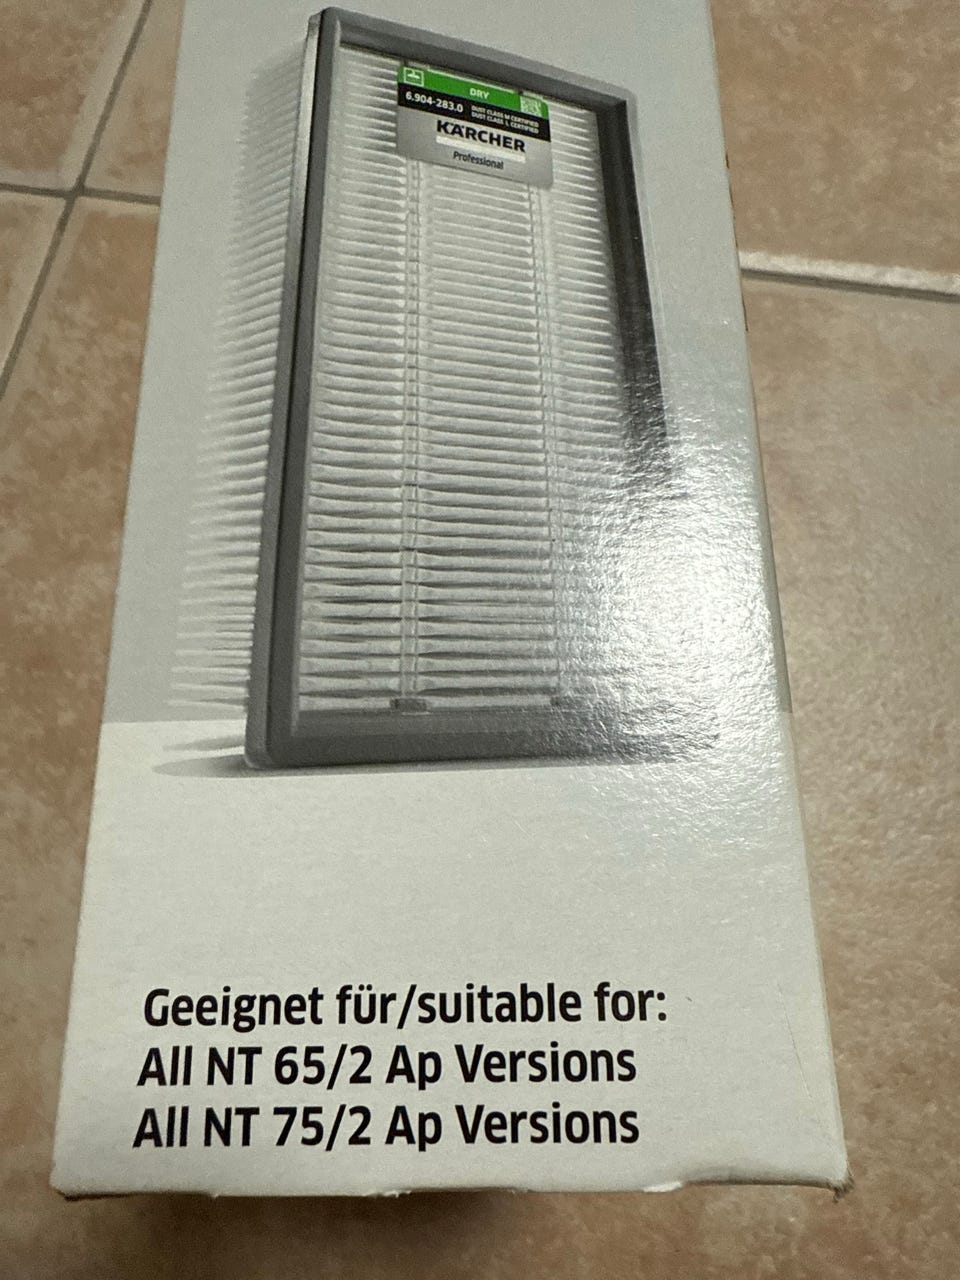 DRY
6.904-283.0
DUST CLASS M CERTIFIED
DUST CLASS L CERTIFIED
KÄRCHER
Professional
Geeignet für/suitable for:
All NT 65/2 Ap Versions
All NT 75/2 Ap Versions